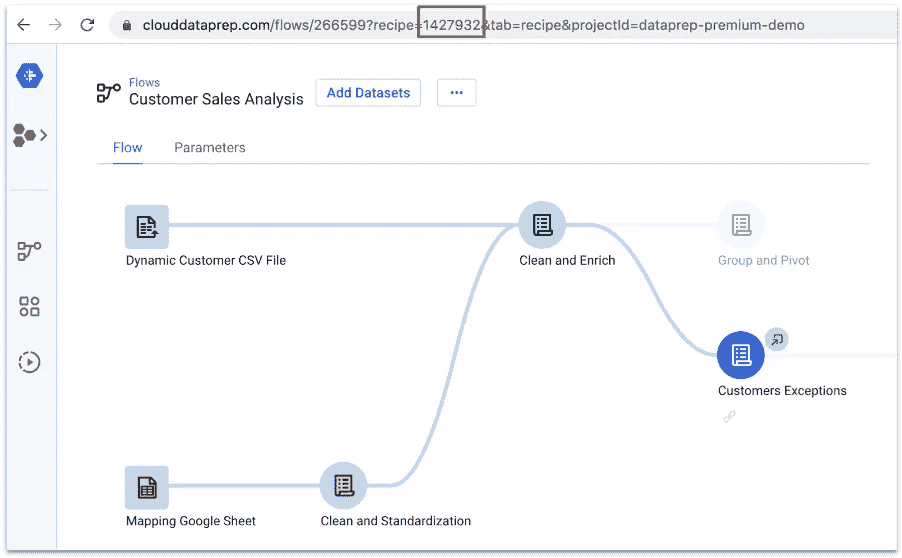 clouddataprep.com/flows/266599?recipe=1427932&tab=recipe&projectId=dataprep-premium-demo
Flows
Customer Sales Analysis
Add Datasets
...
Flow
Parameters
Dynamic Customer CSV File
Clean and Enrich
Group and Pivot
Customers Exceptions
Mapping Google Sheet
Clean and Standardization